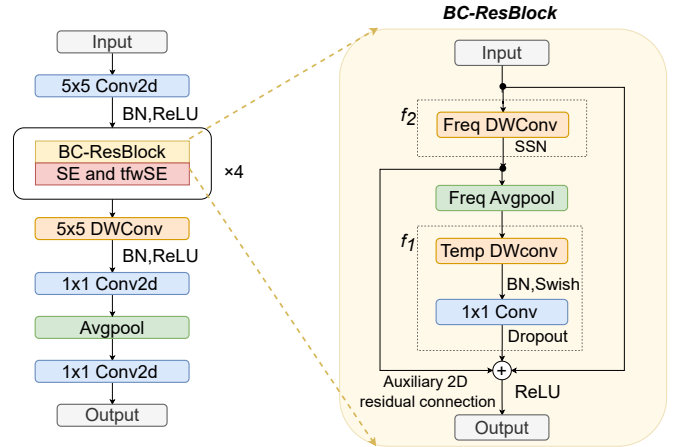 Input
5x5 Conv2d
BN,ReLU
BC-ResBlock
SE and tfwSE
×4
5x5 DWConv
BN,ReLU
1x1 Conv2d
Avgpool
1x1 Conv2d
Output
BC-ResBlock
Input
f2
Freq DWConv
SSN
Freq Avgpool
f1
Temp DWconv
BN,Swish
1x1 Conv
Dropout
+
Auxiliary 2D
residual connection
ReLU
Output